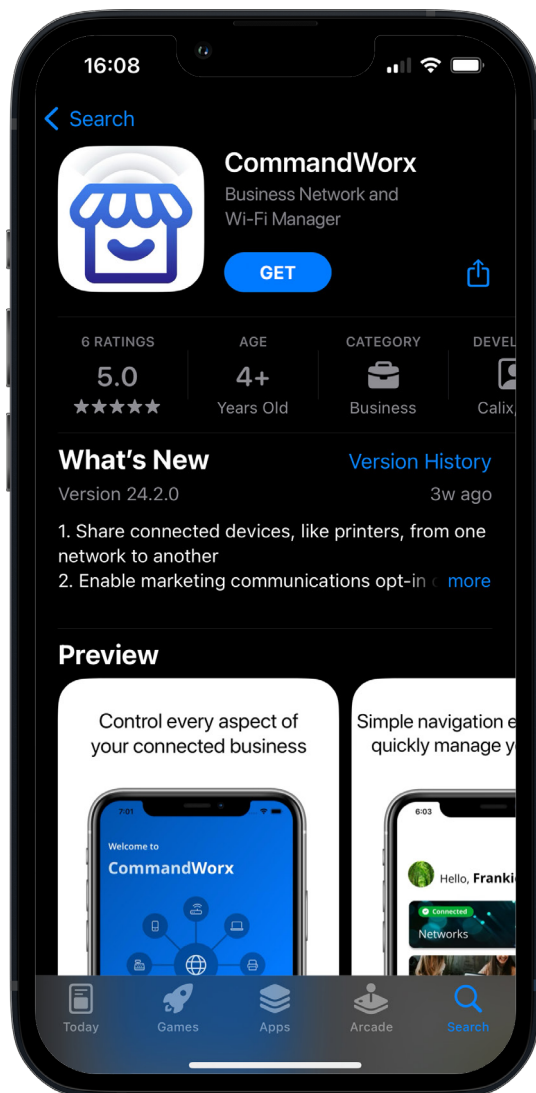 16:08
Search
CommandWorx
Business Network and
Wi-Fi Manager
GET
6 RATINGS
5.0
AGE
4+
Years Old
CATEGORY
Business
DEVEL
Calix,
What's New
Version History
Version 24.2.0
3w ago
1. Share connected devices, like printers, from one
network to another
2. Enable marketing communications opt-in
more
Preview
Control every aspect of
your connected business
7:01
Welcome to
CommandWorx
Simple navigation e
quickly manage y
6:03
Hello, Franki
Connected
Networks
Today
Games
Apps
Arcade
Search